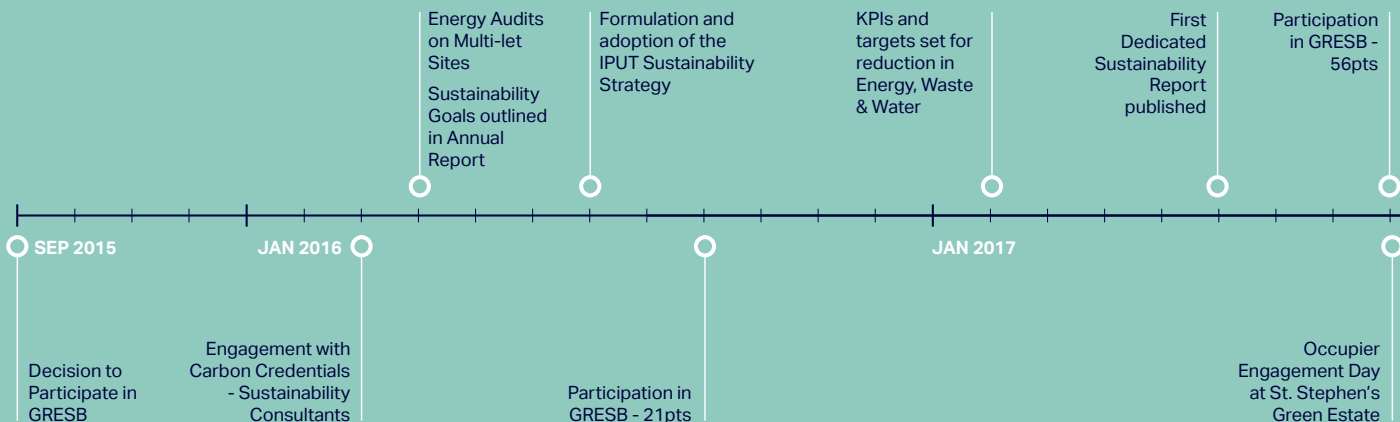 Energy Audits
on Multi-let
Sites
Sustainability
Goals outlined
in Annual
Report
Formulation and
adoption of the
IPUT Sustainability
Strategy
KPIs and
targets set for
reduction in
Energy, Waste
& Water
First
Dedicated
Sustainability
Report
published
Participation
in GRESB -
56pts
SEP 2015
JAN 2016
JAN 2017
Decision to
Participate in
GRESB
Engagement with
Carbon Credentials
- Sustainability
Consultants
Participation in
GRESB - 21pts
Occupier
Engagement Day
at St. Stephen’s
Green Estate